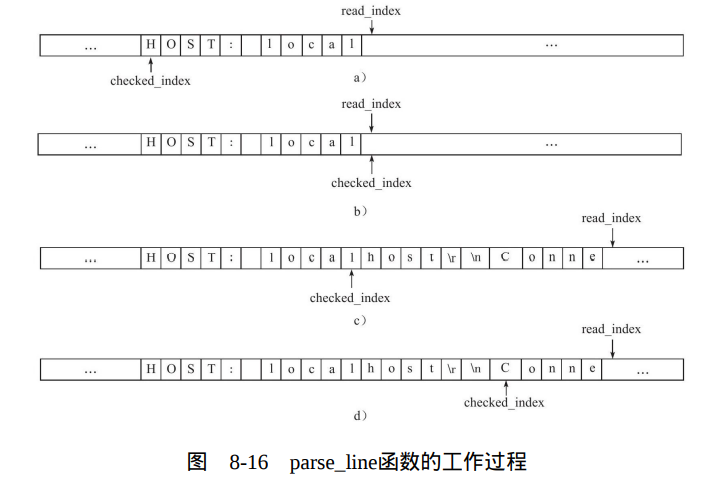 read_index
… H O S T : l o c a l …
checked_index
a）
read_index
… H O S T : l o c a l …
checked_index
b）
read_index
… H O S T : l o c a l h o s t \r \n C o n n e …
checked_index
c）
read_index
… H O S T : l o c a l h o s t \r \n C o n n e …
checked_index
d）
图 8-16 parse_line函数的工作过程